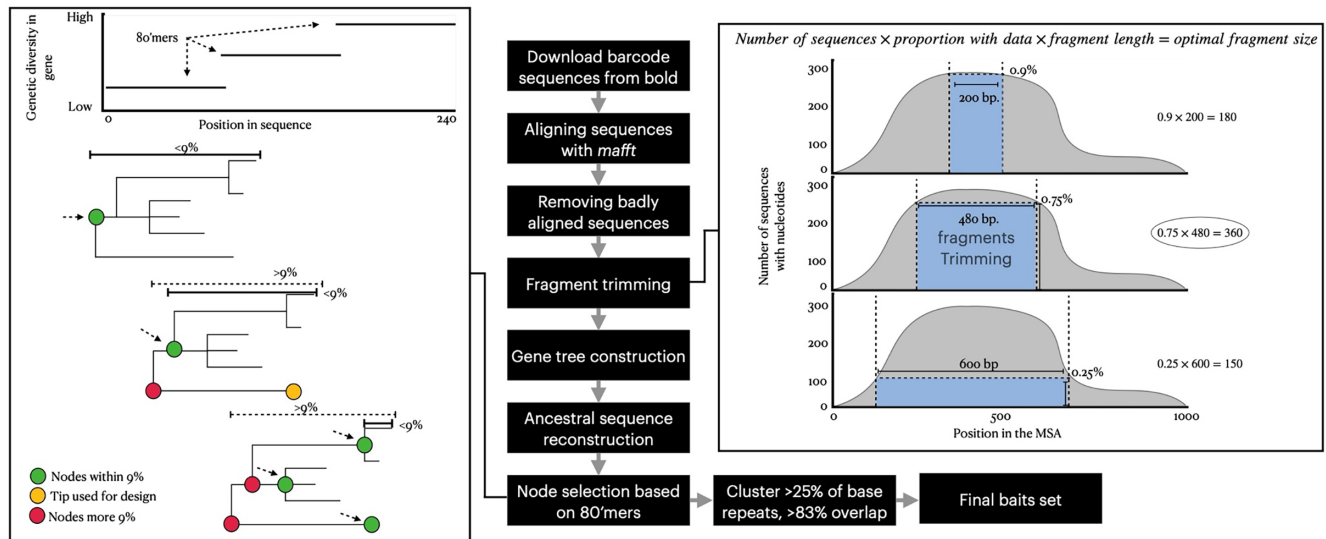 High
Genetic diversity in
gene
Low
80'mers
0
Position in sequence
240
<9%
>9%
<9%
>9%
<9%
Nodes within 9%
Tip used for design
Nodes more 9%
Download barcode
sequences from bold
Aligning sequences
with mafft
Removing badly
aligned sequences
Fragment trimming
Gene tree construction
Ancestral sequence
reconstruction
Node selection based
on 80'mers
Cluster >25% of base
repeats, >83% overlap
Final baits set
Number of sequences × proportion with data × fragment length = optimal fragment size
Number of sequences
with nucleotides
300
200
100
0
0.9%
200 bp.
0.9 × 200 = 180
300
200
100
0
0.75%
480 bp.
fragments
Trimming
0.75 × 480 = 360
300
200
100
0
600 bp
0.25%
0.25 × 600 = 150
0
500
1000
Position in the MSA